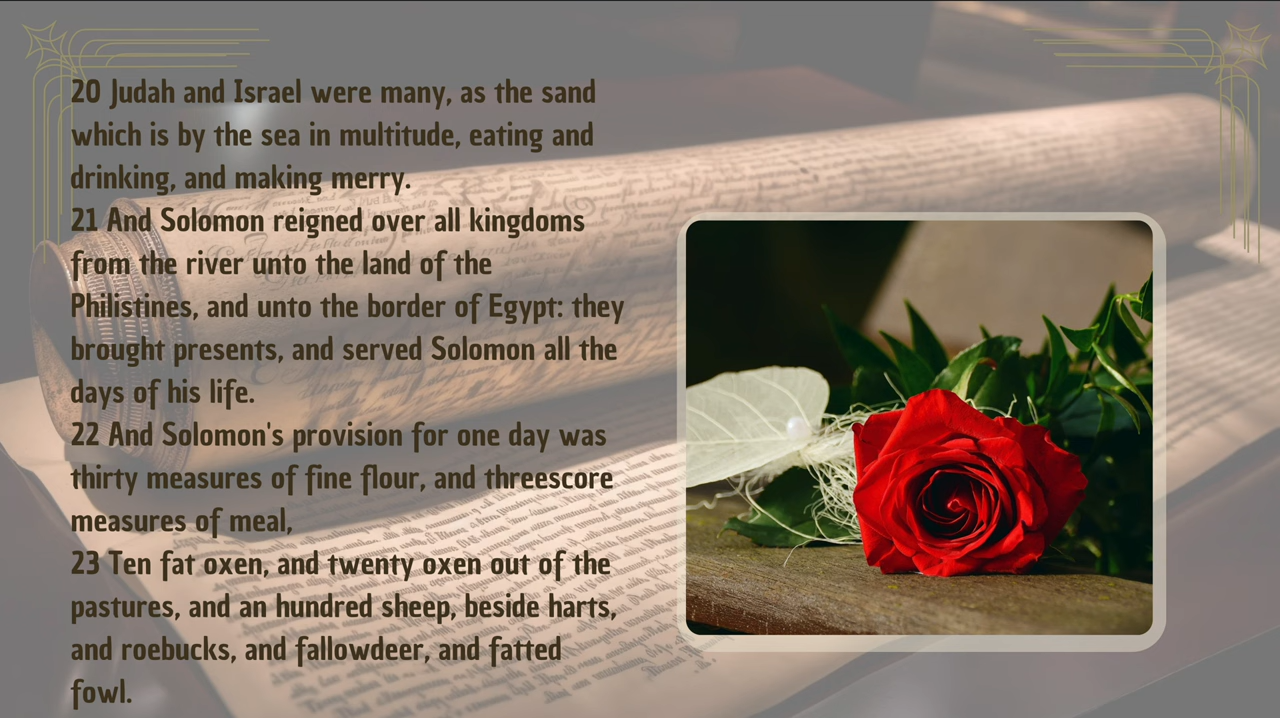 20 Judah and Israel were many, as the sand
which is by the sea in multitude, eating and
drinking, and making merry.
21 And Solomon reigned over all kingdoms
from the river unto the land of the
Philistines, and unto the border of Egypt: they
brought presents, and served Solomon all the
days of his life.
22 And Solomon's provision for one day was
thirty measures of fine flour, and threescore
measures of meal,
23 Ten fat oxen, and twenty oxen out of the
pastures, and an hundred sheep, beside harts,
and roebucks, and fallowdeer, and fatted
fowl.